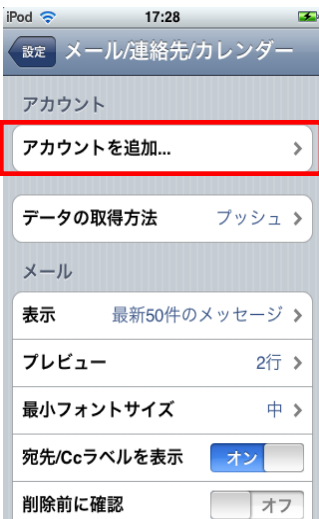 iPod 17:28
設定 メール/連絡先/カレンダー
アカウント
アカウントを追加...
データの取得方法 プッシュ
メール
表示 最新50件のメッセージ
プレビュー 2行
最小フォントサイズ 中
宛先/Ccラベルを表示 オン
削除前に確認 オフ